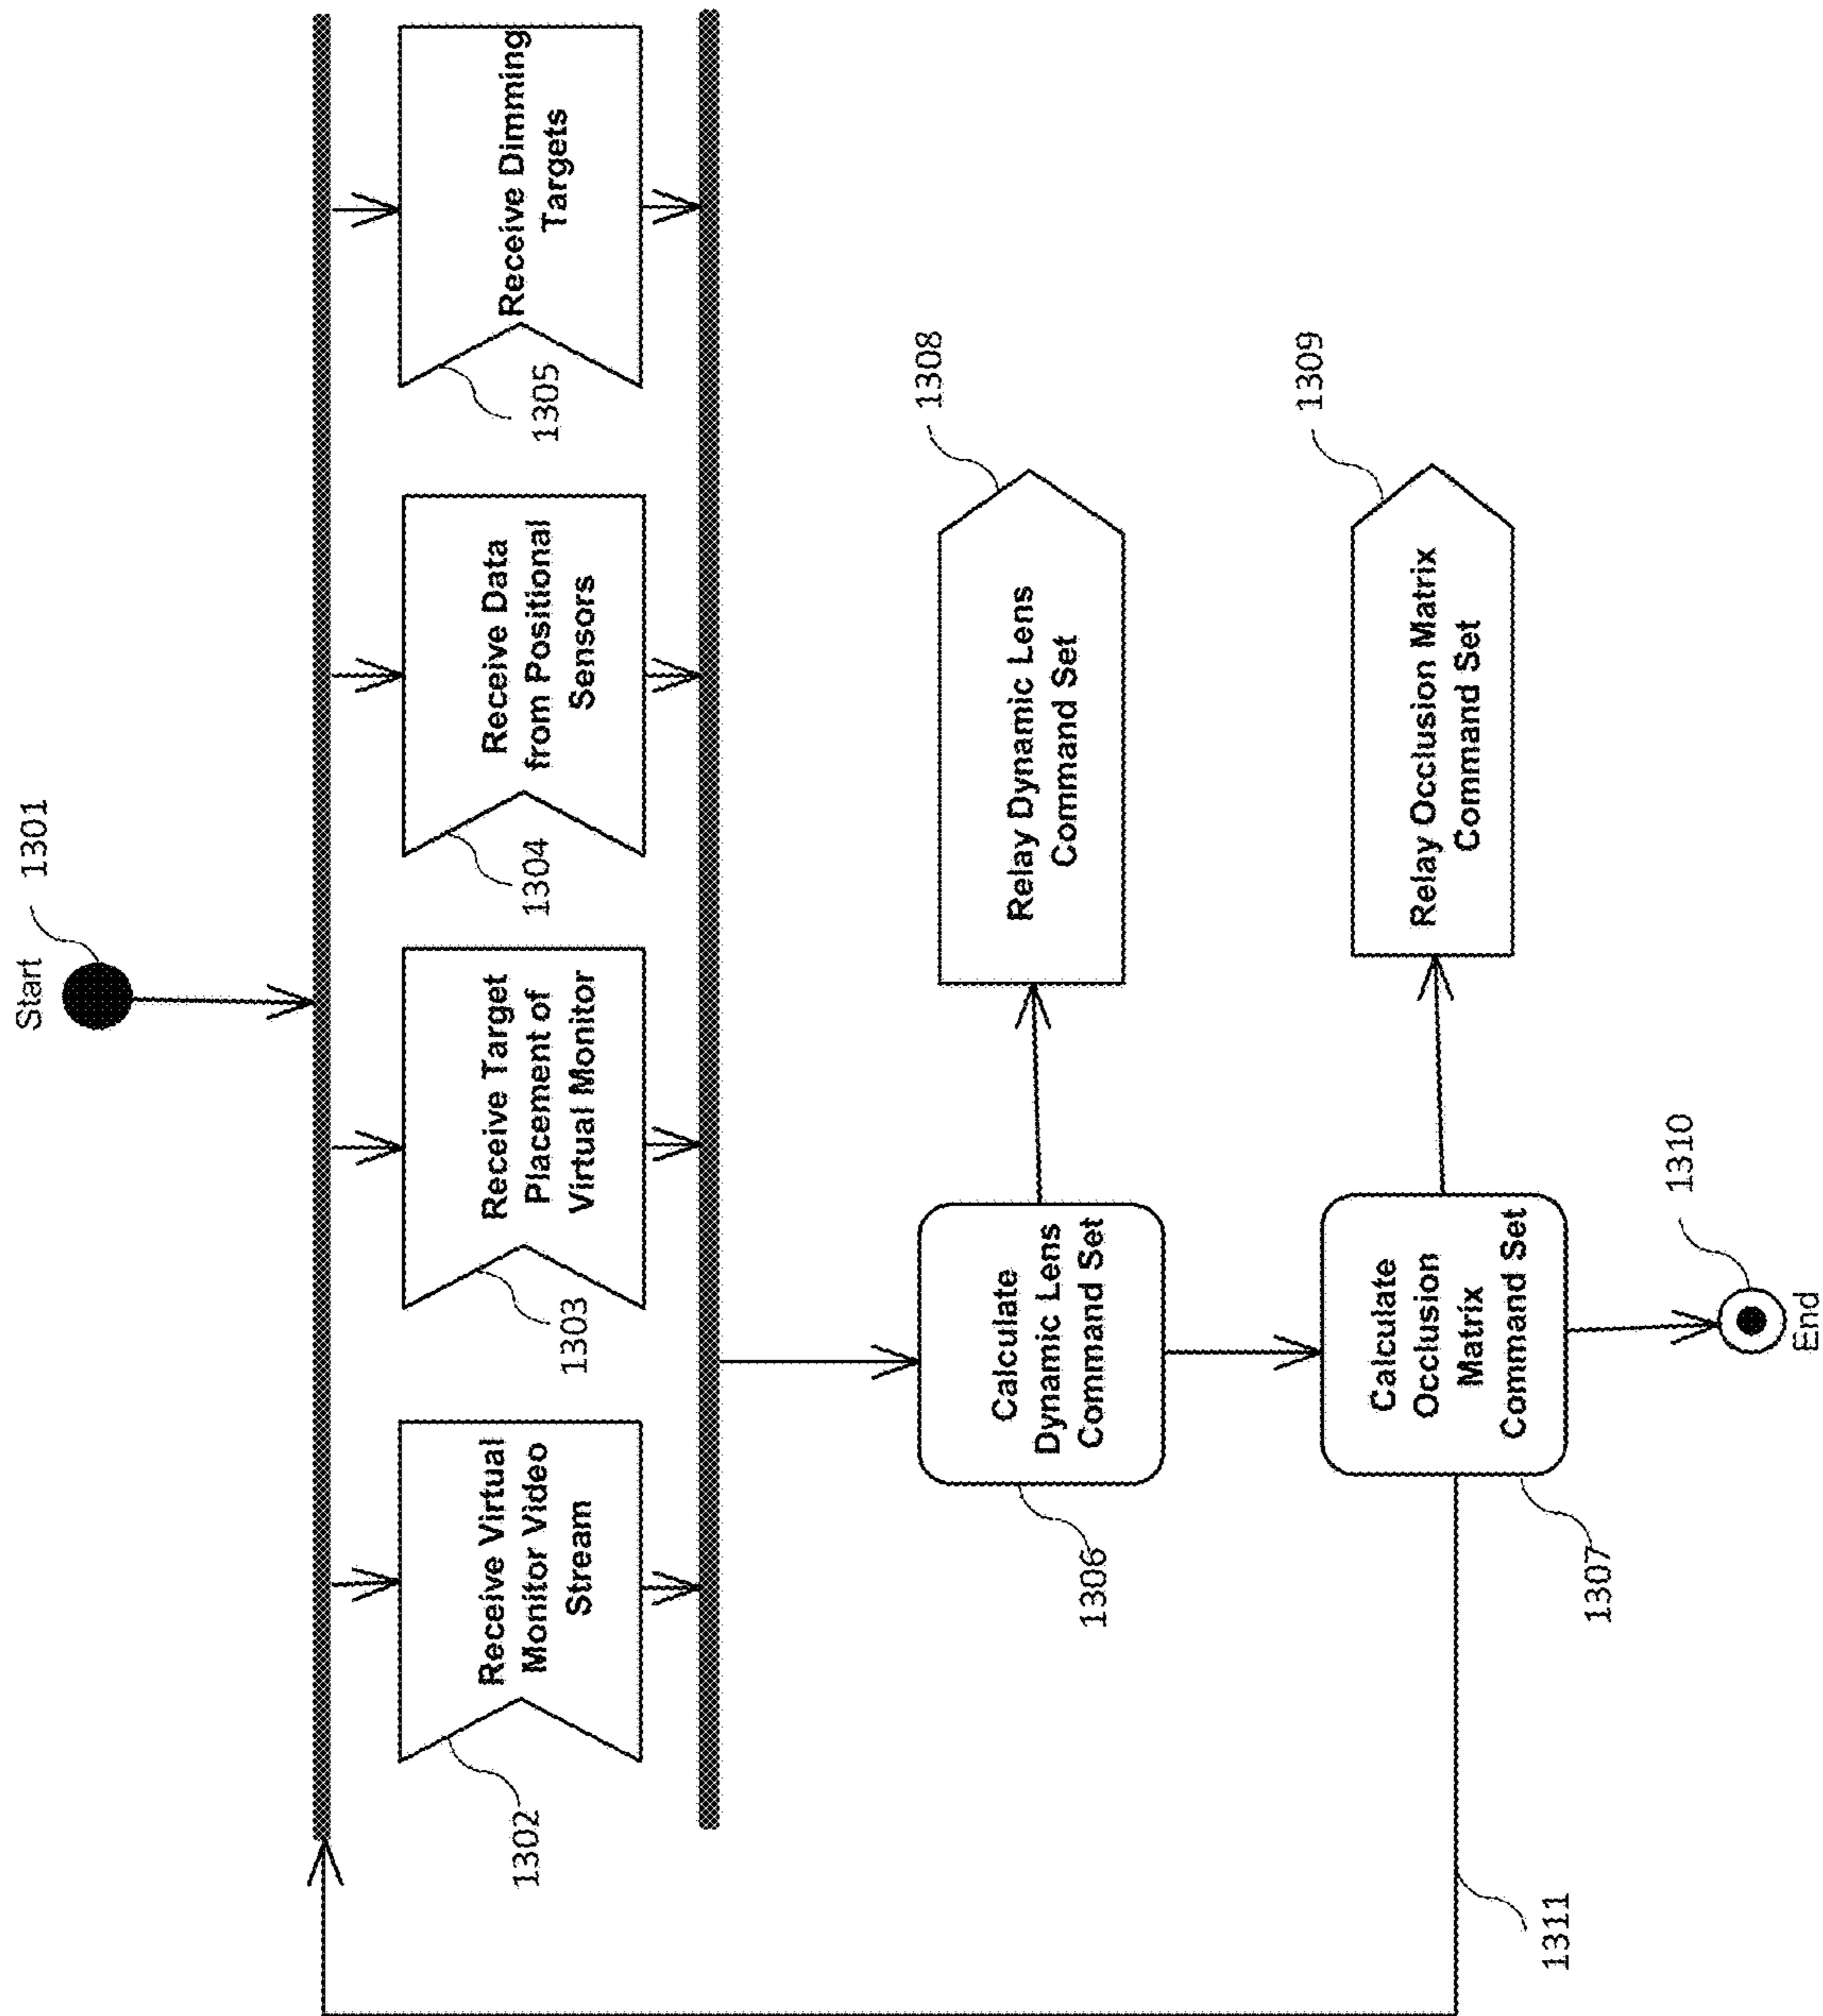 Start
1301
Receive Virtual
Monitor Video
Stream
1302
Receive Target
Placement of
Virtual Monitor
1303
Receive Data
from Positional
Sensors
1304
Receive Dimming
Targets
1305
Calculate
Dynamic Lens
Command Set
1306
Relay Dynamic Lens
Command Set
1308
Calculate
Occlusion
Matrix
Command Set
1307
Relay Occlusion Matrix
Command Set
1309
1311
1310
End